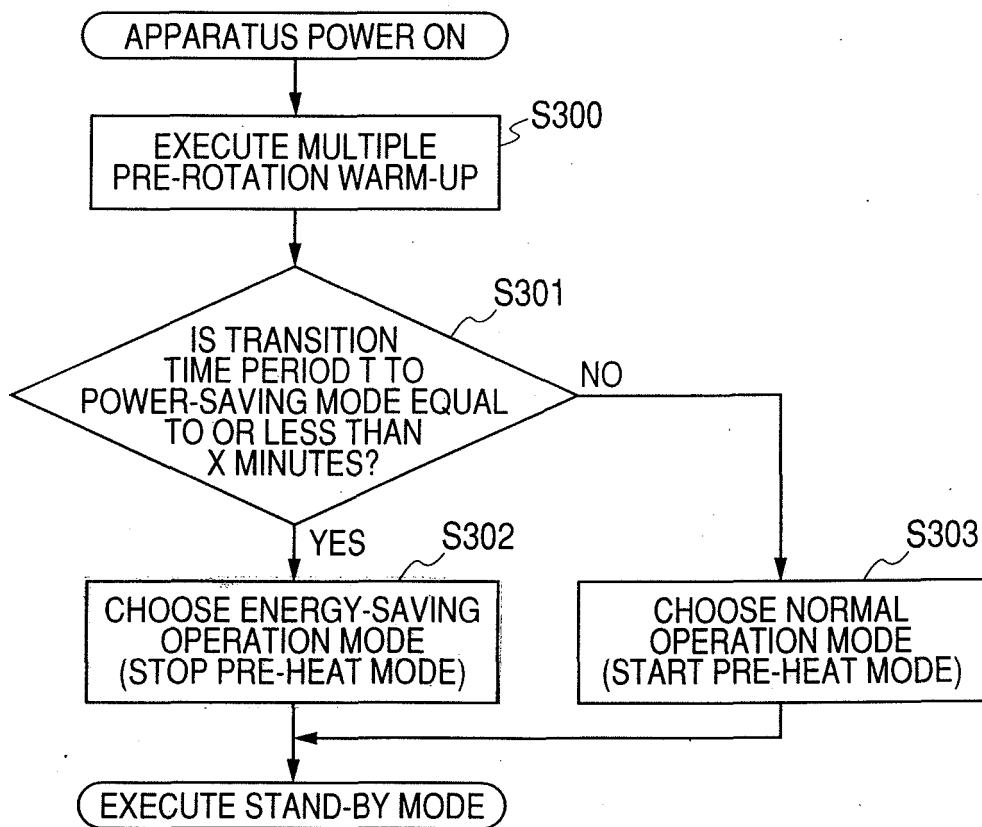 APPARATUS POWER ON
S300
EXECUTE MULTIPLE
PRE-ROTATION WARM-UP
S301
IS TRANSITION
TIME PERIOD T TO
POWER-SAVING MODE EQUAL
TO OR LESS THAN
X MINUTES?
NO
YES
S302
CHOOSE ENERGY-SAVING
OPERATION MODE
(STOP PRE-HEAT MODE)
S303
CHOOSE NORMAL
OPERATION MODE
(START PRE-HEAT MODE)
EXECUTE STAND-BY MODE